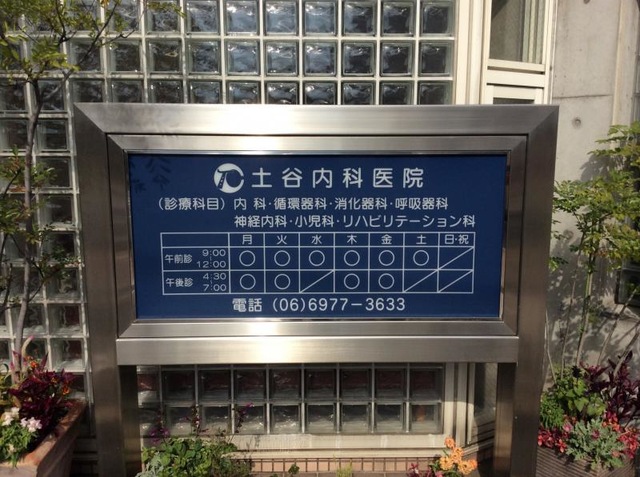 土谷内科医院
(診療科目) 内科・循環器科・消化器科・呼吸器科
神経内科・小児科・リハビリテーション科
月 火 水 木 金 土 日・祝
午前診 9:00 12:00 ○ ○ ○ ○ ○ ○ ／
午後診 4:30 7:00 ○ ○ ／ ○ ○ ／ ／
電話 (06)6977-3633